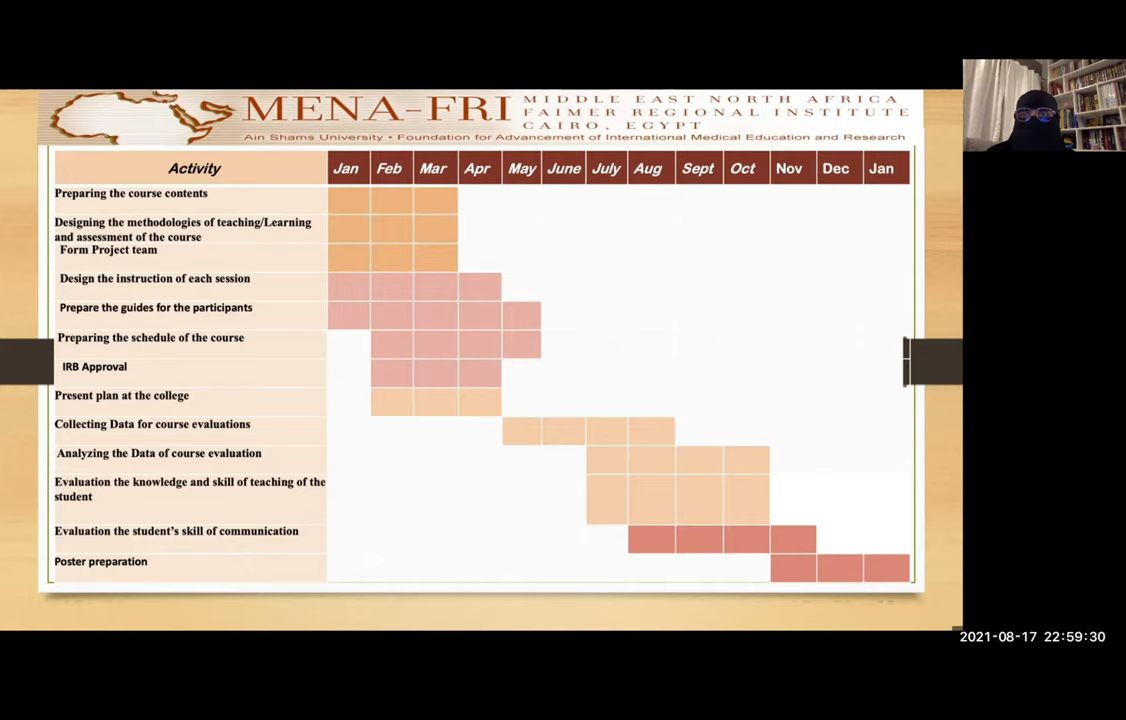 MENA-FRI
MIDDLE EAST NORTH AFRICA
FAIMER REGIONAL INSTITUTE
CAIRO, EGYPT
Ain Shams University • Foundation for Advancement of International Medical Education and Research
Activity Jan Feb Mar Apr May June July Aug Sept Oct Nov Dec Jan
Preparing the course contents
Designing the methodologies of teaching/Learning
and assessment of the course
Form Project team
Design the instruction of each session
Prepare the guides for the participants
Preparing the schedule of the course
IRB Approval
Present plan at the college
Collecting Data for course evaluations
Analyzing the Data of course evaluation
Evaluation the knowledge and skill of teaching of the
student
Evaluation the student's skill of communication
Poster preparation
2021-08-17 22:59:30